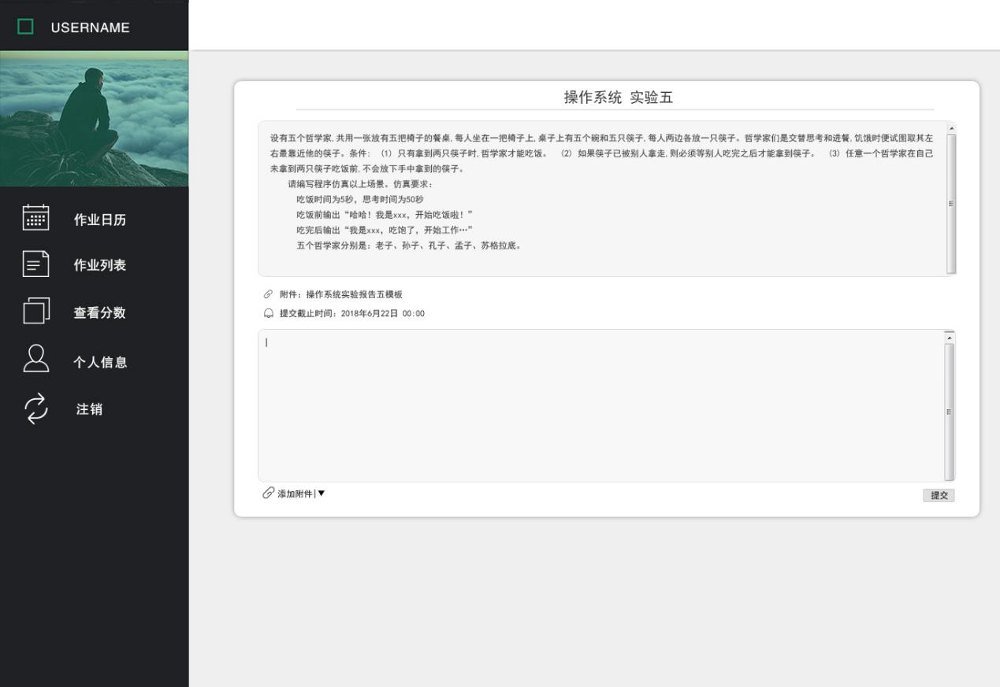 USERNAME
作业日历
作业列表
查看分数
个人信息
注销
操作系统 实验五
设有五个哲学家,共用一张放有五把椅子的餐桌,每人坐在一把椅子上,桌子上有五个碗和五只筷子,每人两边各放一只筷子。哲学家们是交替思考和进餐,饥饿时便试图取其左
右最靠近他的筷子。条件: (1) 只有拿到两只筷子时,哲学家才能吃饭。 (2) 如果筷子已被别人拿走,则必须等别人吃完之后才能拿到筷子。 (3) 任意一个哲学家在自己
未拿到两只筷子吃饭前,不会放下手中拿到的筷子。
请编写程序仿真以上场景。仿真要求:
吃饭时间为5秒，思考时间为50秒
吃饭前输出“哈哈！我是xxx，开始吃饭啦！”
吃完后输出“我是xxx，吃饱了，开始工作…”
五个哲学家分别是：老子、孙子、孔子、孟子、苏格拉底。
附件：操作系统实验报告五模板
提交截止时间：2018年6月22日 00:00
添加附件|▼
提交